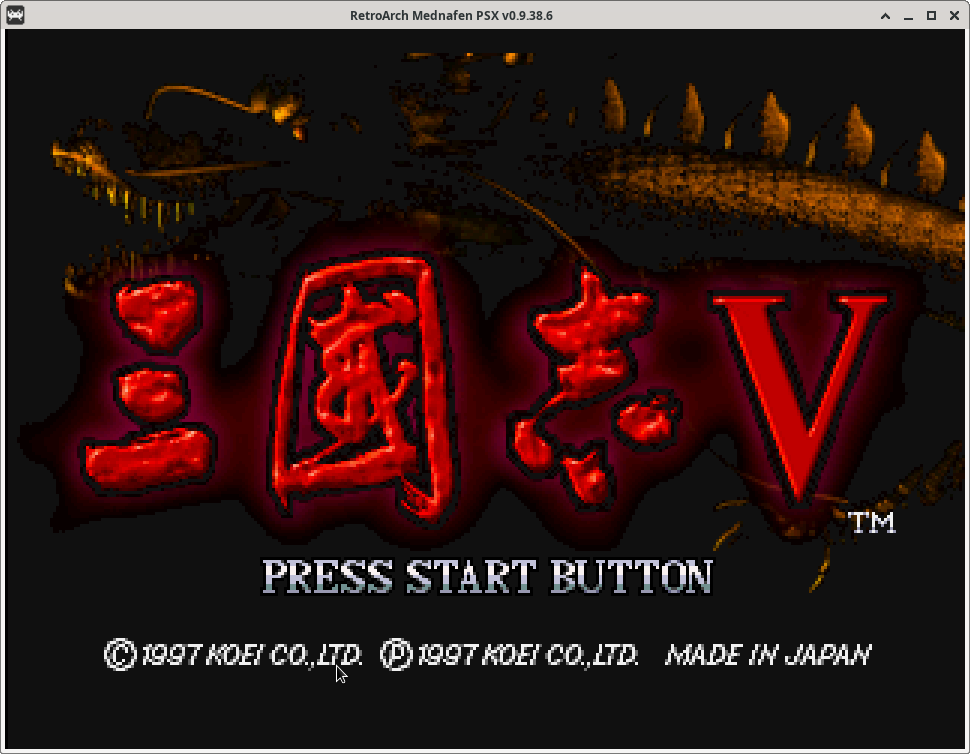 RetroArch Mednafen PSX v0.9.38.6
三國志V
TM
PRESS START BUTTON
©1997 KOEI CO.,LTD. ℗1997 KOEI CO.,LTD. MADE IN JAPAN